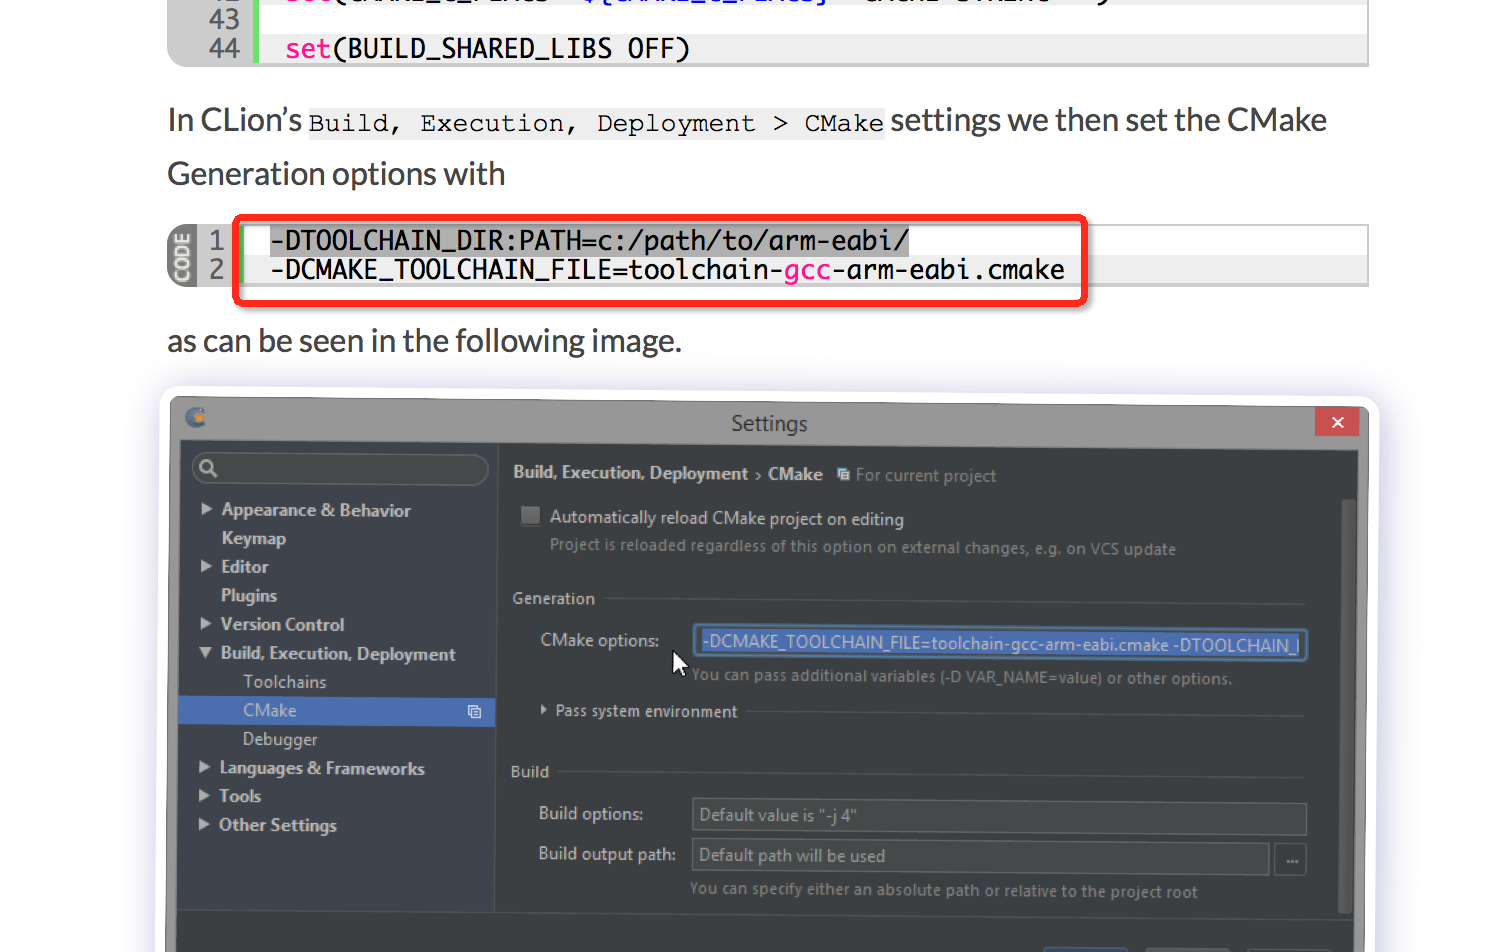 43
44 set(BUILD_SHARED_LIBS OFF)
In CLion’s Build, Execution, Deployment > CMake settings we then set the CMake
Generation options with
CODE
1 -DTOOLCHAIN_DIR:PATH=c:/path/to/arm-eabi/
2 -DCMAKE_TOOLCHAIN_FILE=toolchain-gcc-arm-eabi.cmake
as can be seen in the following image.
Settings
Build, Execution, Deployment › CMake For current project
Appearance & Behavior
Keymap
Editor
Plugins
Version Control
Build, Execution, Deployment
Toolchains
CMake
Debugger
Languages & Frameworks
Tools
Other Settings
Automatically reload CMake project on editing
Project is reloaded regardless of this option on external changes, e.g. on VCS update
Generation
CMake options: -DCMAKE_TOOLCHAIN_FILE=toolchain-gcc-arm-eabi.cmake -DTOOLCHAIN_
You can pass additional variables (-D VAR_NAME=value) or other options.
Pass system environment
Build
Build options: Default value is "-j 4"
Build output path: Default path will be used ...
You can specify either an absolute path or relative to the project root